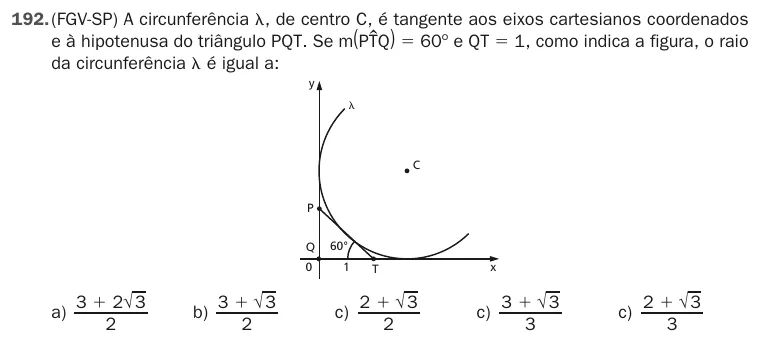 192. (FGV-SP) A circunferência λ, de centro C, é tangente aos eixos cartesianos coordenados
e à hipotenusa do triângulo PQT. Se m(PT̂Q) = 60° e QT = 1, como indica a figura, o raio
da circunferência λ é igual a:
y
λ
C
P
Q 60°
0 1 T x
a) (3 + 2√3)/2 b) (3 + √3)/2 c) (2 + √3)/2 c) (3 + √3)/3 c) (2 + √3)/3